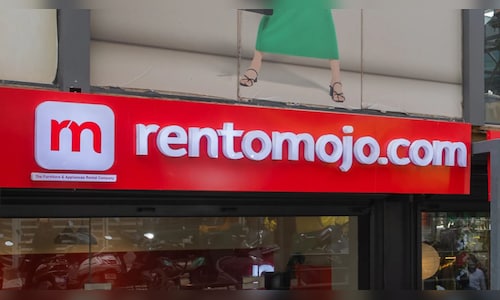 rm
rentomojo.com
The Furniture & Appliances Rental Company